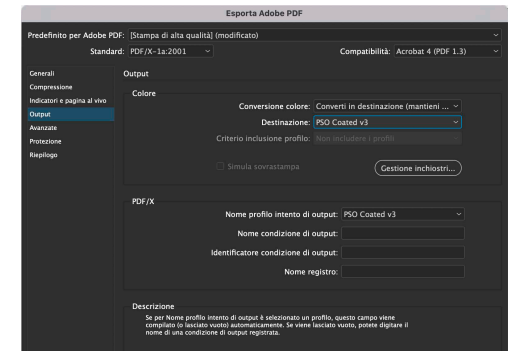 Esporta Adobe PDF
Predefinito per Adobe PDF: [Stampa di alta qualità] (modificato)
Standard: PDF/X-1a:2001 Compatibilità: Acrobat 4 (PDF 1.3)
Generali
Compressione
Indicatori e pagina al vivo
Output
Avanzate
Protezione
Riepilogo
Output
Colore
Conversione colore: Converti in destinazione (mantieni ...
Destinazione: PSO Coated v3
Criterio inclusione profilo: Non includere i profili
Simula sovrastampa
Gestione inchiostri...
PDF/X
Nome profilo intento di output: PSO Coated v3
Nome condizione di output:
Identificatore condizione di output:
Nome registro:
Descrizione
Se per Nome profilo intento di output è selezionato un profilo, questo campo viene
compilato (o lasciato vuoto) automaticamente. Se viene lasciato vuoto, potete digitare il
nome di una condizione di output registrata.